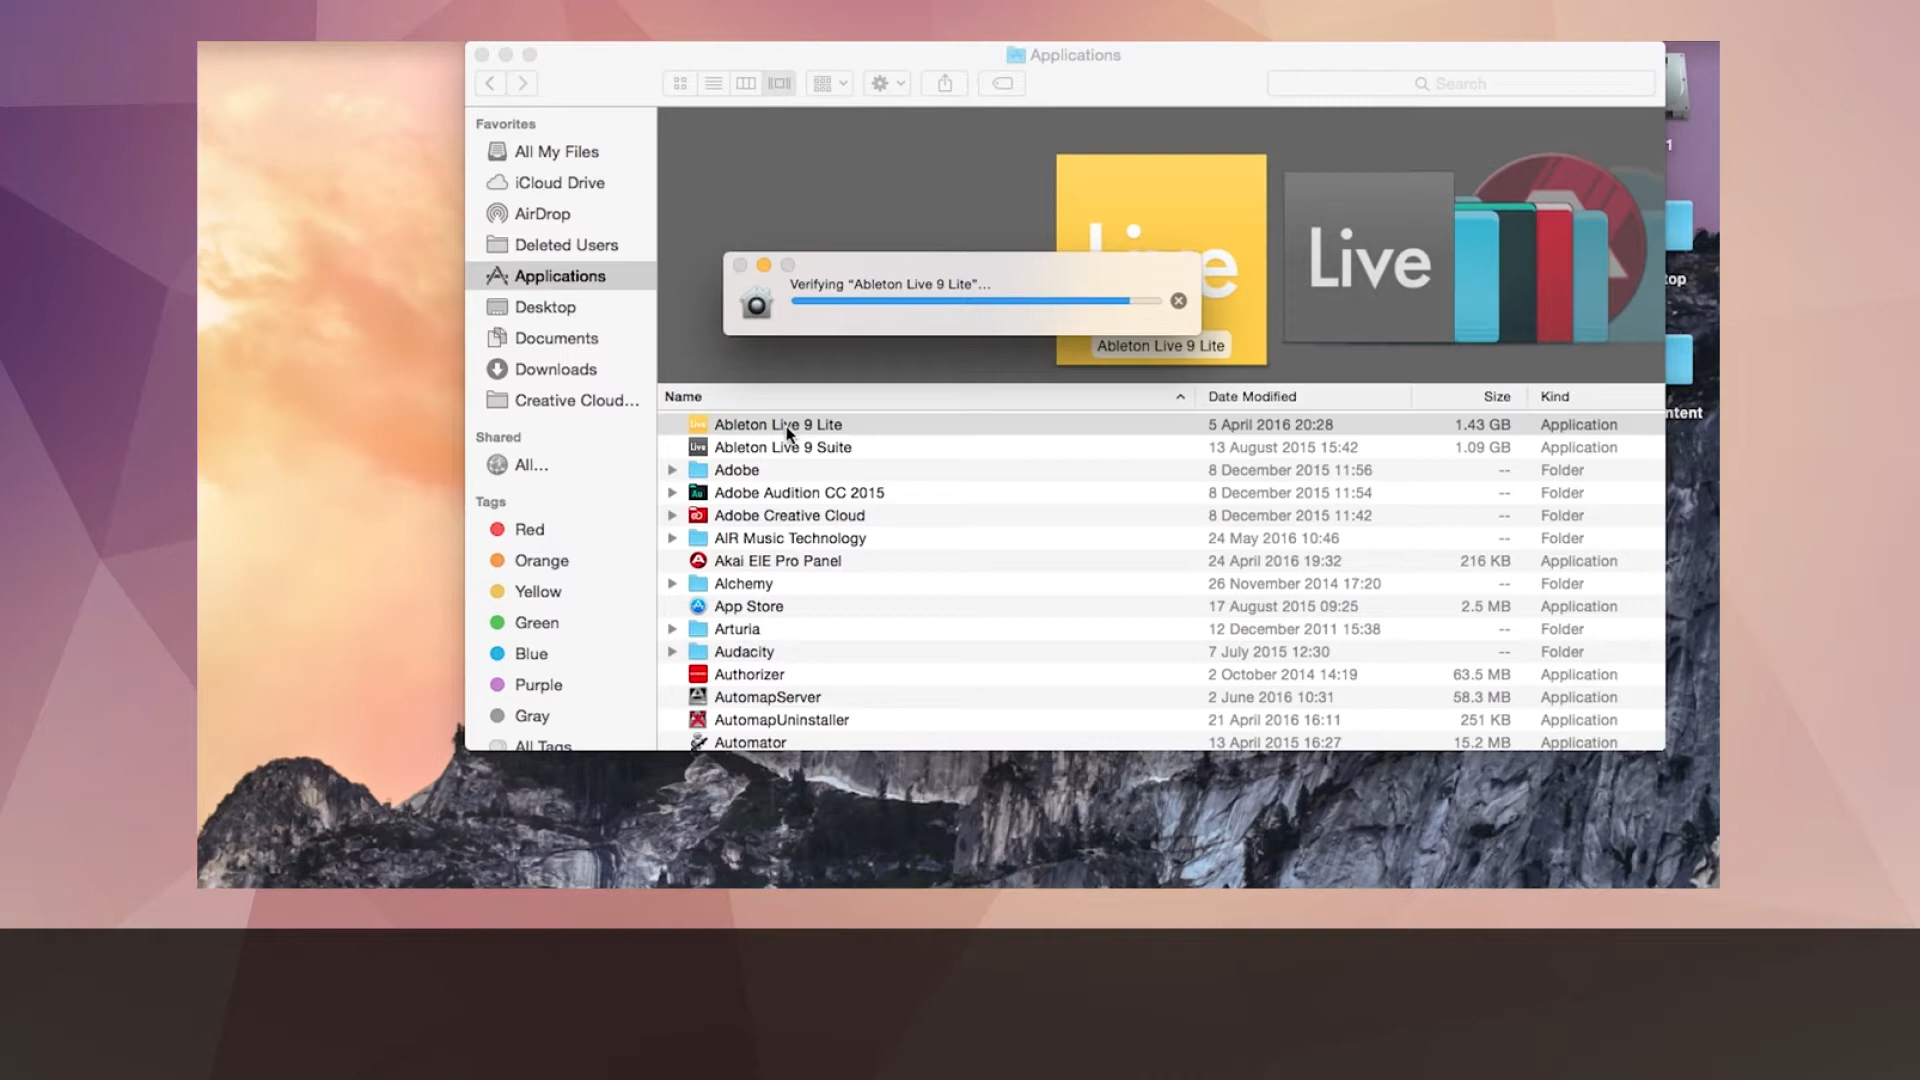 Applications
Search
Favorites
All My Files
iCloud Drive
AirDrop
Deleted Users
Applications
Desktop
Documents
Downloads
Creative Cloud...
Shared
All...
Tags
Red
Orange
Yellow
Green
Blue
Purple
Gray
All Tags
Live
Verifying “Ableton Live 9 Lite”...
Ableton Live 9 Lite
Live
Name Date Modified Size Kind
Ableton Live 9 Lite 5 April 2016 20:28 1.43 GB Application
Ableton Live 9 Suite 13 August 2015 15:42 1.09 GB Application
Adobe 8 December 2015 11:56 -- Folder
Adobe Audition CC 2015 8 December 2015 11:54 -- Folder
Adobe Creative Cloud 8 December 2015 11:42 -- Folder
AIR Music Technology 24 May 2016 10:46 -- Folder
Akai EIE Pro Panel 24 April 2016 19:32 216 KB Application
Alchemy 26 November 2014 17:20 -- Folder
App Store 17 August 2015 09:25 2.5 MB Application
Arturia 12 December 2011 15:38 -- Folder
Audacity 7 July 2015 12:30 -- Folder
Authorizer 2 October 2014 14:19 63.5 MB Application
AutomapServer 2 June 2016 10:31 58.3 MB Application
AutomapUninstaller 21 April 2016 16:11 251 KB Application
Automator 13 April 2015 16:27 15.2 MB Application
1
top
ntent